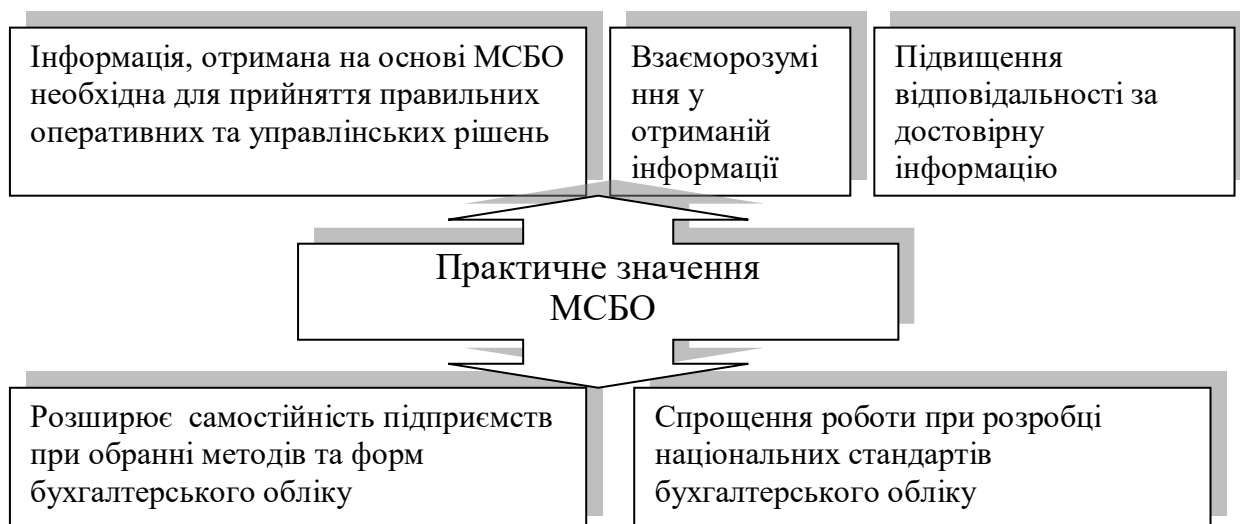 Інформація, отримана на основі МСБО
необхідна для прийняття правильних
оперативних та управлінських рішень
Взаєморозумі
ння у
отриманій
інформації
Підвищення
відповідальності за
достовірну
інформацію
Практичне значення
МСБО
Розширює  самостійність підприємств
при обранні методів та форм
бухгалтерського обліку
Спрощення роботи при розробці
національних стандартів
бухгалтерського обліку